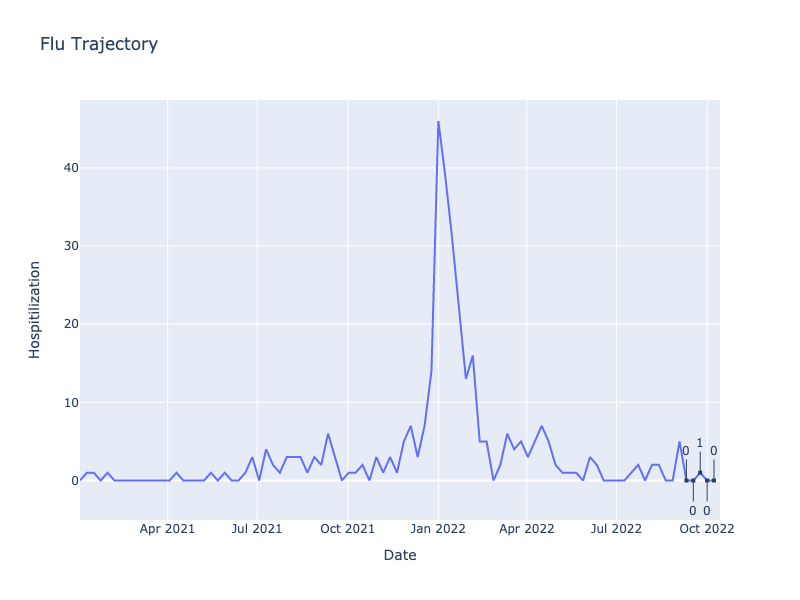 Flu Trajectory
Hospitilization
40
30
20
10
0
0
1
0
0
0
Apr 2021
Jul 2021
Oct 2021
Jan 2022
Apr 2022
Jul 2022
Oct 2022
Date